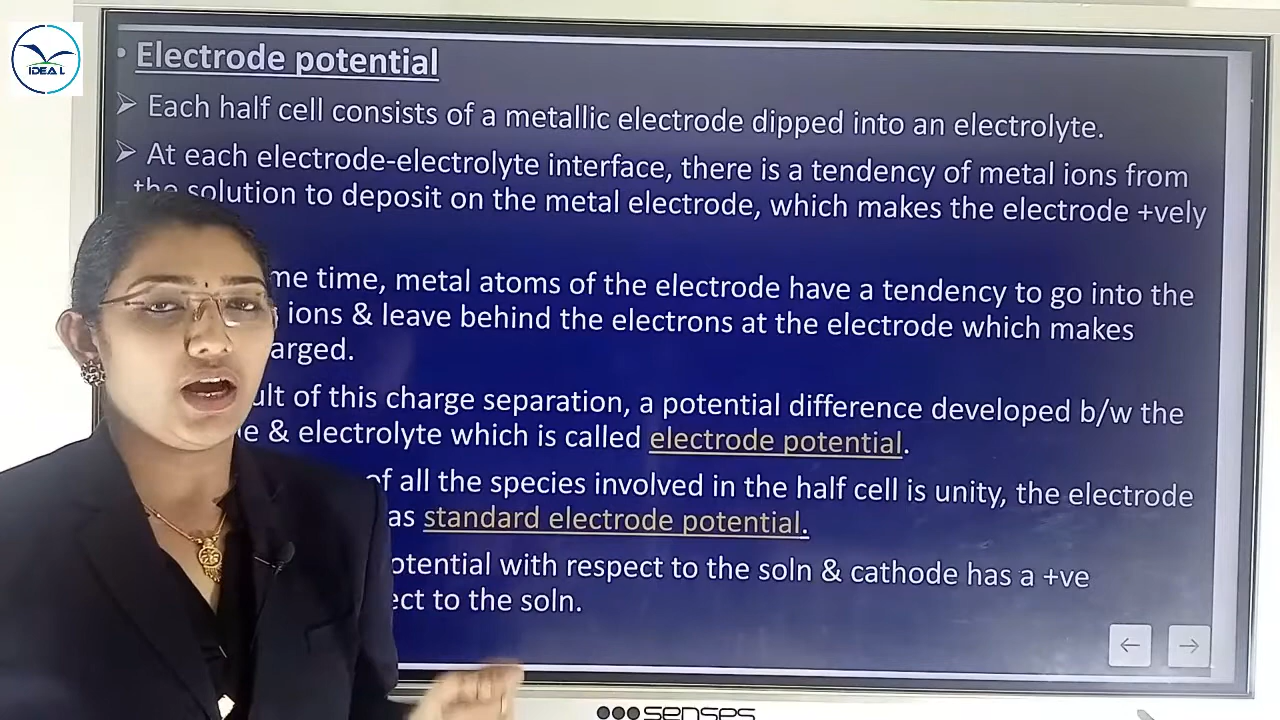 IDEAL
• Electrode potential
➢ Each half cell consists of a metallic electrode dipped into an electrolyte.
➢ At each electrode-electrolyte interface, there is a tendency of metal ions from
the solution to deposit on the metal electrode, which makes the electrode +vely
me time, metal atoms of the electrode have a tendency to go into the
ions & leave behind the electrons at the electrode which makes
arged.
ult of this charge separation, a potential difference developed b/w the
e & electrolyte which is called electrode potential.
of all the species involved in the half cell is unity, the electrode
as standard electrode potential.
otential with respect to the soln & cathode has a +ve
ect to the soln.
← →
senses